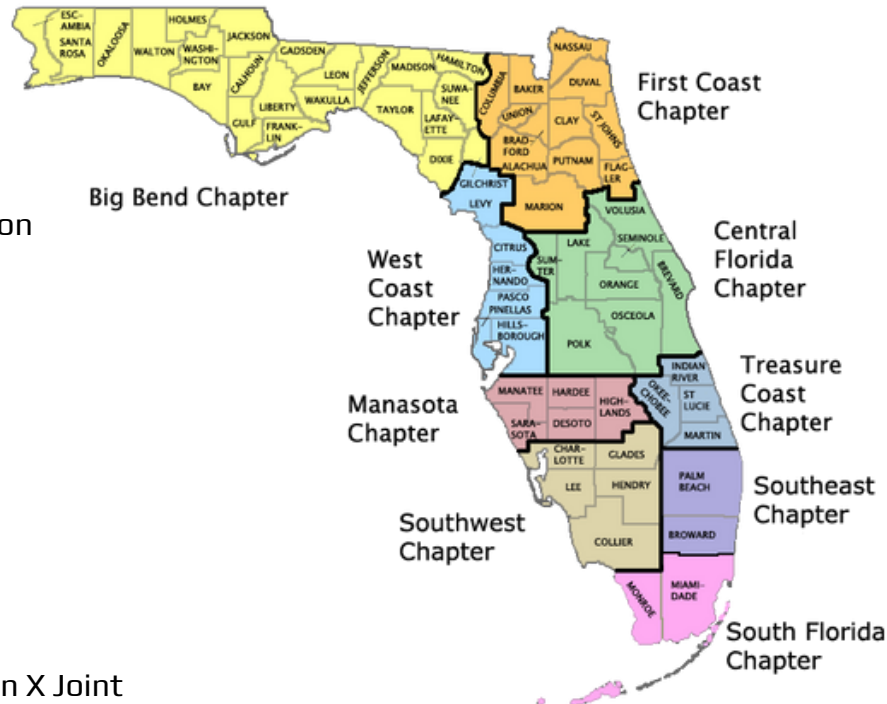 ESC-
AMBIA
SANTA
ROSA
OKALOOSA
WALTON
HOLMES
WASHI-
NGTON
BAY
JACKSON
CALHOUN
GULF
GADSDEN
LIBERTY
FRANK-
LIN
LEON
WAKULLA
JEFFERSON
MADISON
TAYLOR
HAMILTON
SUWA-
NEE
LAFAY-
ETTE
DIXIE
Big Bend Chapter
COLUMBIA
BAKER
NASSAU
DUVAL
UNION
CLAY
ST JOHNS
BRAD-
FORD
ALACHUA
PUTNAM
FLAG-
LER
MARION
First Coast
Chapter
on
GILCHRIST
LEVY
CITRUS
HER-
NANDO
PASCO
PINELLAS
HILLS-
BOROUGH
West
Coast
Chapter
VOLUSIA
LAKE
SEMINOLE
SUM-
TER
ORANGE
BREVARD
OSCEOLA
POLK
Central
Florida
Chapter
INDIAN
RIVER
OKEE-
CHOBEE
ST
LUCIE
MARTIN
Treasure
Coast
Chapter
MANATEE
HARDEE
HIGH-
LANDS
SARA-
SOTA
DESOTO
Manasota
Chapter
CHAR-
LOTTE
GLADES
LEE
HENDRY
COLLIER
Southwest
Chapter
PALM
BEACH
BROWARD
Southeast
Chapter
MONROE
MIAMI-
DADE
South Florida
Chapter
n X Joint